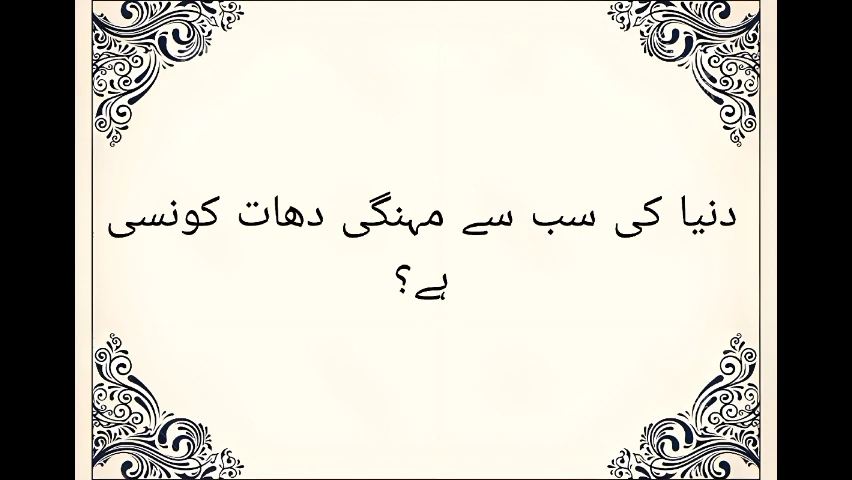 دنیا کی سب سے مہنگی دھات کونسی
ہے؟